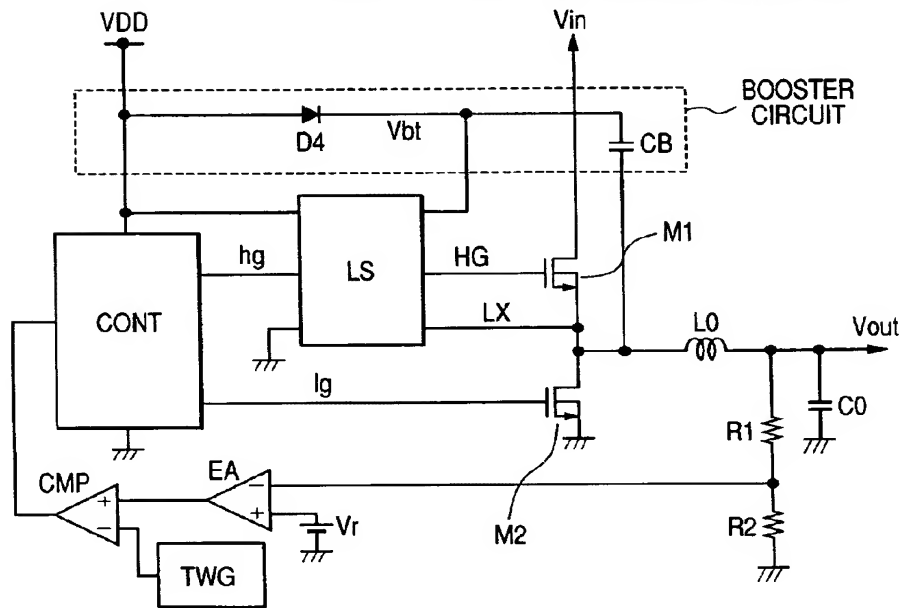 VDD
Vin
BOOSTER
CIRCUIT
D4
Vbt
CB
M1
hg
LS
HG
CONT
LX
L0
Vout
lg
C0
R1
CMP
EA
Vr
M2
R2
TWG
+
−
−
+